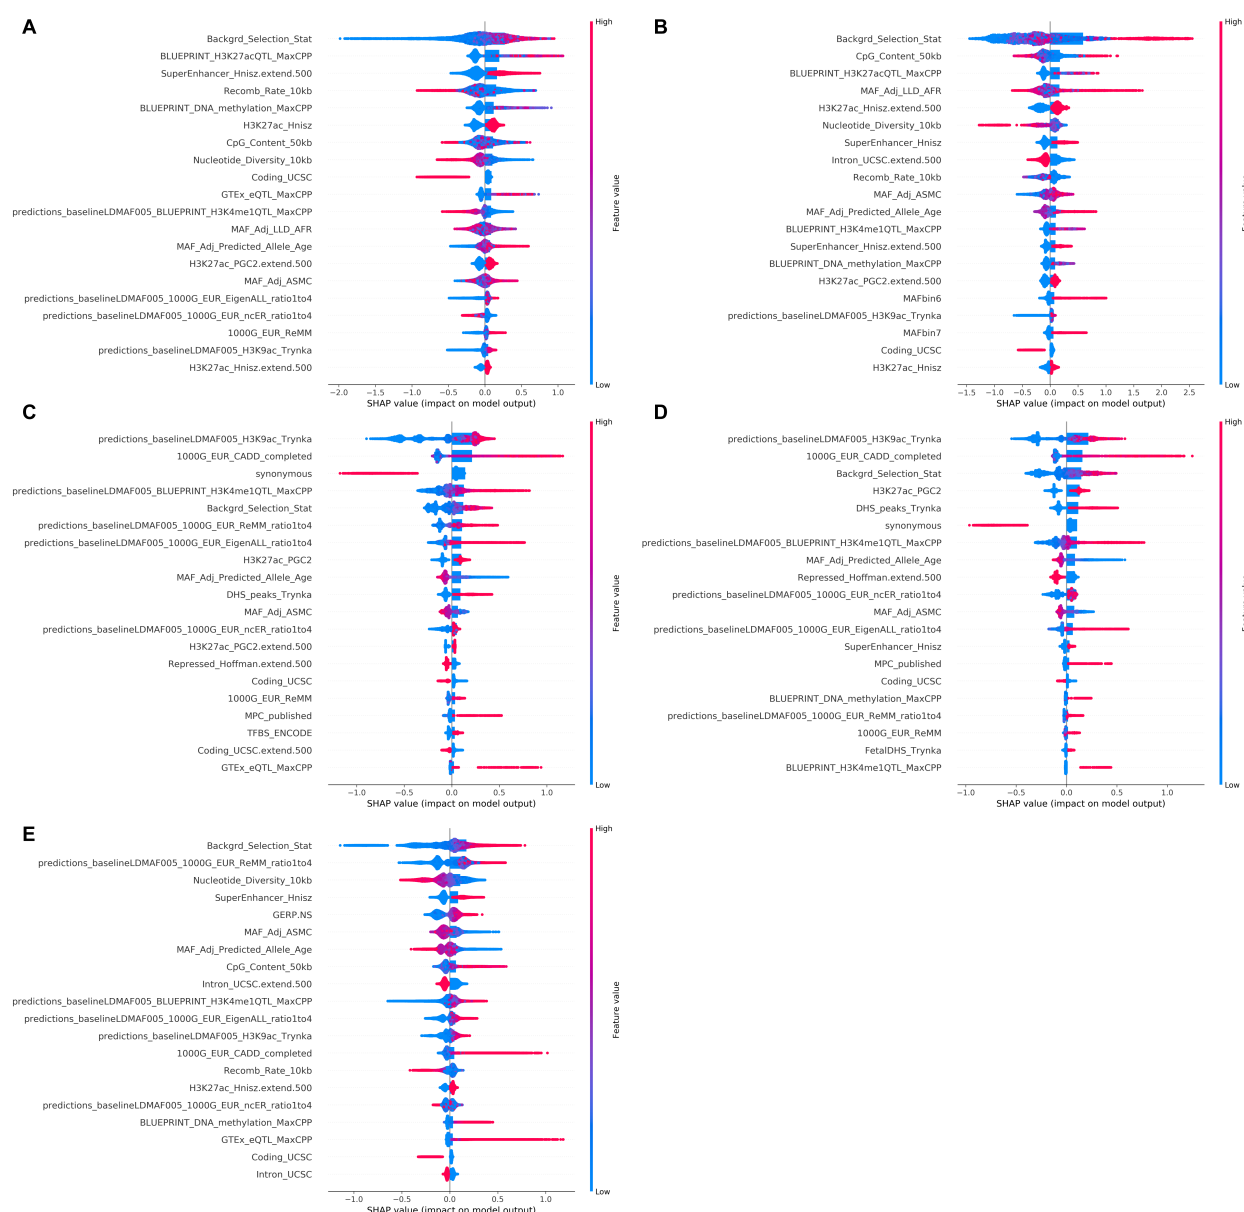 A
High
Backgrd_Selection_Stat
BLUEPRINT_H3K27acQTL_MaxCPP
SuperEnhancer_Hnisz.extend.500
Recomb_Rate_10kb
BLUEPRINT_DNA_methylation_MaxCPP
H3K27ac_Hnisz
CpG_Content_50kb
Nucleotide_Diversity_10kb
Coding_UCSC
GTEx_eQTL_MaxCPP
predictions_baselineLDMAF005_BLUEPRINT_H3K4me1QTL_MaxCPP
MAF_Adj_LLD_AFR
MAF_Adj_Predicted_Allele_Age
H3K27ac_PGC2.extend.500
MAF_Adj_ASMC
predictions_baselineLDMAF005_1000G_EUR_EigenALL_ratio1to4
predictions_baselineLDMAF005_1000G_EUR_ncER_ratio1to4
1000G_EUR_ReMM
predictions_baselineLDMAF005_H3K9ac_Trynka
H3K27ac_Hnisz.extend.500
Feature value
Low
−2.0 −1.5 −1.0 −0.5 0.0 0.5 1.0
SHAP value (impact on model output)
B
High
Backgrd_Selection_Stat
CpG_Content_50kb
BLUEPRINT_H3K27acQTL_MaxCPP
MAF_Adj_LLD_AFR
H3K27ac_Hnisz.extend.500
Nucleotide_Diversity_10kb
SuperEnhancer_Hnisz
Intron_UCSC.extend.500
Recomb_Rate_10kb
MAF_Adj_ASMC
MAF_Adj_Predicted_Allele_Age
BLUEPRINT_H3K4me1QTL_MaxCPP
SuperEnhancer_Hnisz.extend.500
BLUEPRINT_DNA_methylation_MaxCPP
H3K27ac_PGC2.extend.500
MAFbin6
predictions_baselineLDMAF005_H3K9ac_Trynka
MAFbin7
Coding_UCSC
H3K27ac_Hnisz
Low
−1.5 −1.0 −0.5 0.0 0.5 1.0 1.5 2.0 2.5
SHAP value (impact on model output)
C
High
predictions_baselineLDMAF005_H3K9ac_Trynka
1000G_EUR_CADD_completed
synonymous
predictions_baselineLDMAF005_BLUEPRINT_H3K4me1QTL_MaxCPP
Backgrd_Selection_Stat
predictions_baselineLDMAF005_1000G_EUR_ReMM_ratio1to4
predictions_baselineLDMAF005_1000G_EUR_EigenALL_ratio1to4
H3K27ac_PGC2
MAF_Adj_Predicted_Allele_Age
DHS_peaks_Trynka
MAF_Adj_ASMC
predictions_baselineLDMAF005_1000G_EUR_ncER_ratio1to4
H3K27ac_PGC2.extend.500
Repressed_Hoffman.extend.500
Coding_UCSC
1000G_EUR_ReMM
MPC_published
TFBS_ENCODE
Coding_UCSC.extend.500
GTEx_eQTL_MaxCPP
Feature value
Low
−1.0 −0.5 0.0 0.5 1.0
SHAP value (impact on model output)
D
High
predictions_baselineLDMAF005_H3K9ac_Trynka
1000G_EUR_CADD_completed
Backgrd_Selection_Stat
H3K27ac_PGC2
DHS_peaks_Trynka
synonymous
predictions_baselineLDMAF005_BLUEPRINT_H3K4me1QTL_MaxCPP
MAF_Adj_Predicted_Allele_Age
Repressed_Hoffman.extend.500
predictions_baselineLDMAF005_1000G_EUR_ncER_ratio1to4
MAF_Adj_ASMC
predictions_baselineLDMAF005_1000G_EUR_EigenALL_ratio1to4
SuperEnhancer_Hnisz
MPC_published
Coding_UCSC
BLUEPRINT_DNA_methylation_MaxCPP
predictions_baselineLDMAF005_1000G_EUR_ReMM_ratio1to4
1000G_EUR_ReMM
FetalDHS_Trynka
BLUEPRINT_H3K4me1QTL_MaxCPP
Low
−1.0 −0.5 0.0 0.5 1.0
SHAP value (impact on model output)
E
High
Backgrd_Selection_Stat
predictions_baselineLDMAF005_1000G_EUR_ReMM_ratio1to4
Nucleotide_Diversity_10kb
SuperEnhancer_Hnisz
GERP.NS
MAF_Adj_ASMC
MAF_Adj_Predicted_Allele_Age
CpG_Content_50kb
Intron_UCSC.extend.500
predictions_baselineLDMAF005_BLUEPRINT_H3K4me1QTL_MaxCPP
predictions_baselineLDMAF005_1000G_EUR_EigenALL_ratio1to4
predictions_baselineLDMAF005_H3K9ac_Trynka
1000G_EUR_CADD_completed
Recomb_Rate_10kb
H3K27ac_Hnisz.extend.500
predictions_baselineLDMAF005_1000G_EUR_ncER_ratio1to4
BLUEPRINT_DNA_methylation_MaxCPP
GTEx_eQTL_MaxCPP
Coding_UCSC
Intron_UCSC
Feature value
Low
−1.0 −0.5 0.0 0.5 1.0
SHAP value (impact on model output)